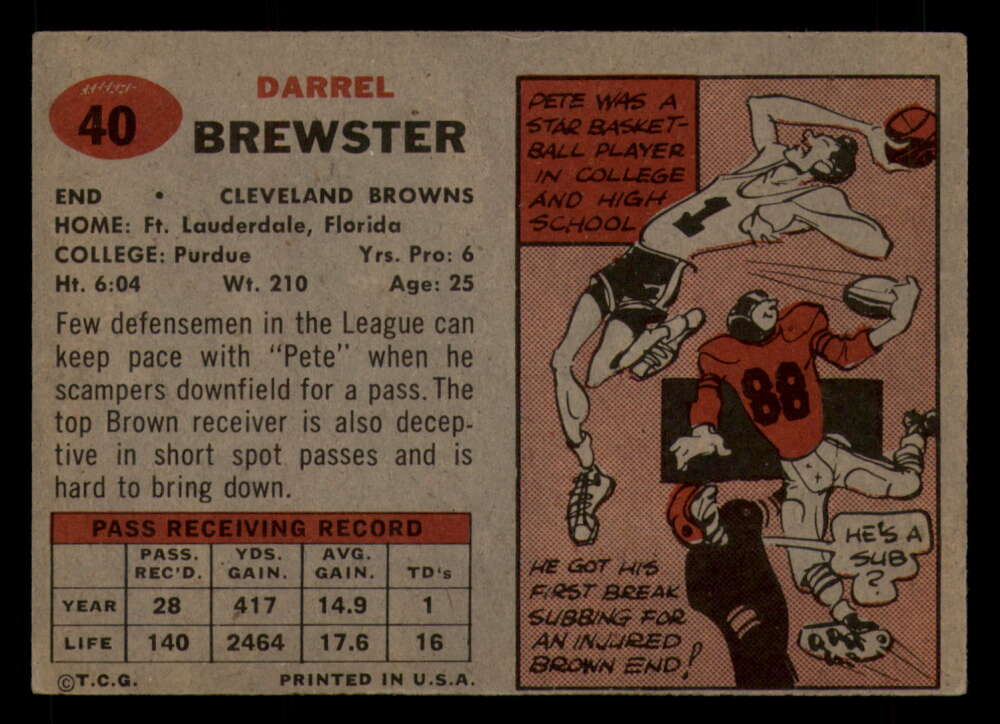 40
DARREL
BREWSTER
END • CLEVELAND BROWNS
HOME: Ft. Lauderdale, Florida
COLLEGE: Purdue Yrs. Pro: 6
Ht. 6:04 Wt. 210 Age: 25
Few defensemen in the League can
keep pace with "Pete" when he
scampers downfield for a pass. The
top Brown receiver is also decep-
tive in short spot passes and is
hard to bring down.
PASS RECEIVING RECORD
PASS. REC'D. YDS. GAIN. AVG. GAIN. TD's
YEAR 28 417 14.9 1
LIFE 140 2464 17.6 16
©T.C.G. PRINTED IN U.S.A.
PETE WAS A
STAR BASKET-
BALL PLAYER
IN COLLEGE
AND HIGH
SCHOOL
1
88
HE'S A
SUB
?
HE GOT HIS
FIRST BREAK
SUBBING FOR
AN INJURED
BROWN END!